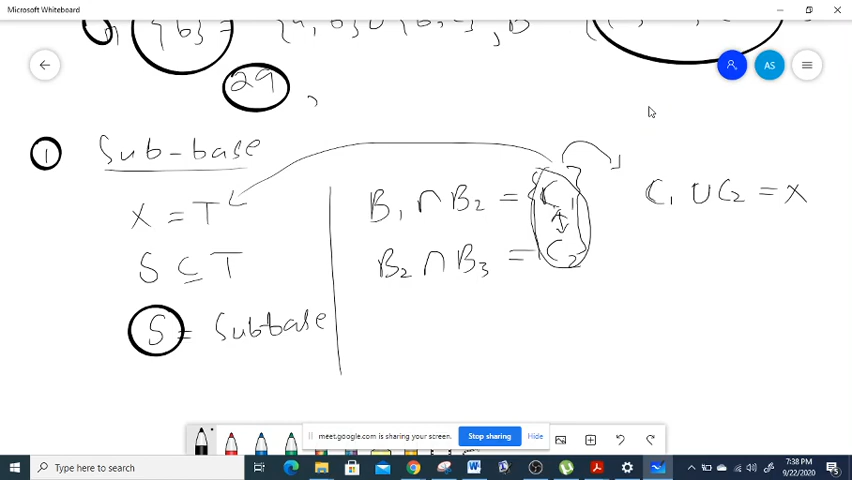 Microsoft Whiteboard
29 ,
AS
1 Sub-base
X = T
S ⊆ T
S = Subbase
B₁ ∩ B₂ = { C₁ }
B₂ ∩ B₃ = C₂
C₁ ∪ C₂ = X
meet.google.com is sharing your screen.
Stop sharing
Hide
Type here to search
7:38 PM
9/22/2020